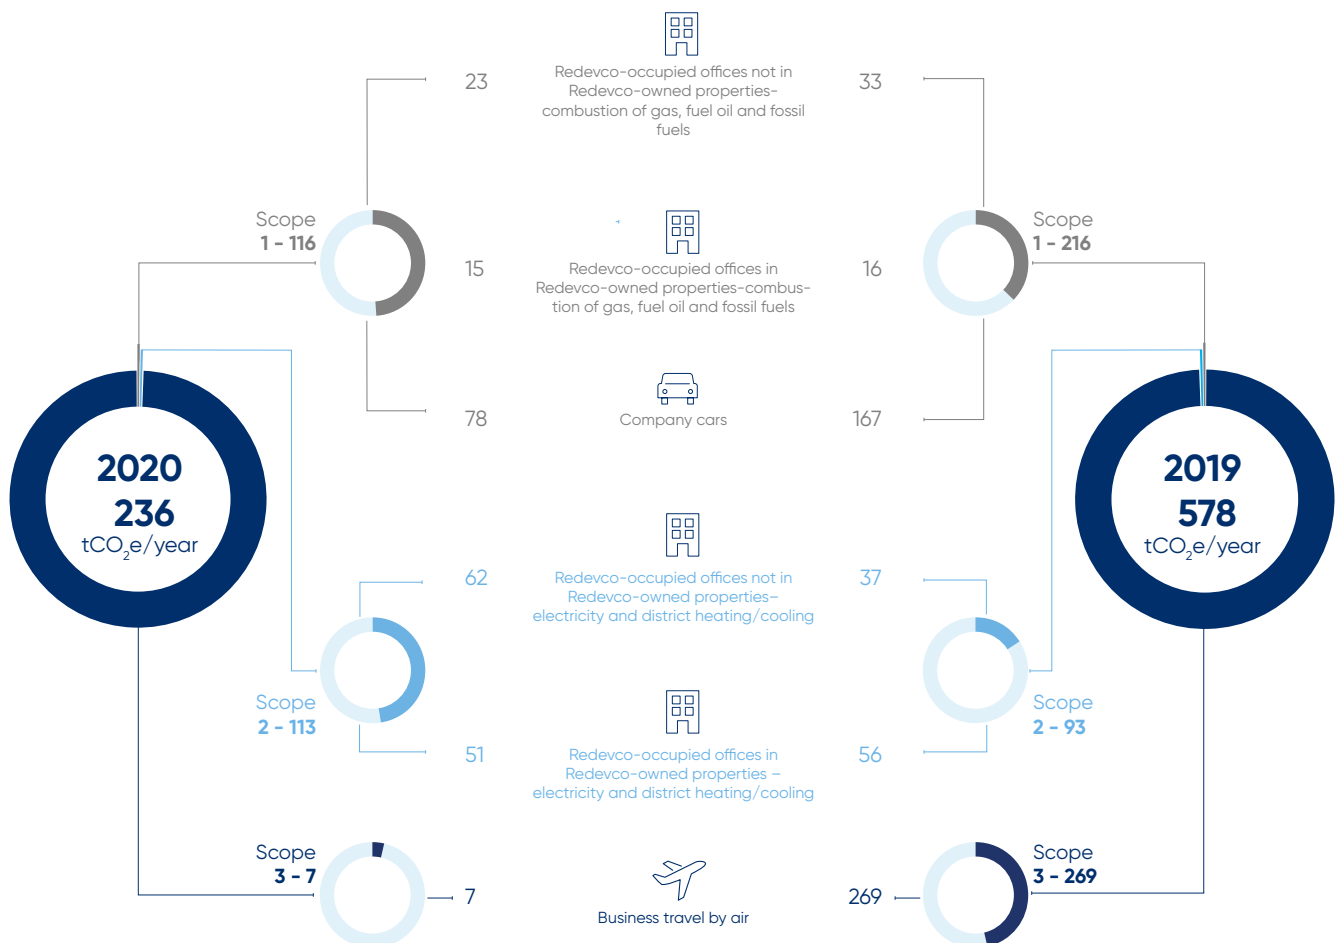 Redevco-occupied offices not in
Redevco-owned properties-
combustion of gas, fuel oil and fossil
fuels
23
33
Scope
1 - 116
Scope
1 - 216
15
Redevco-occupied offices in
Redevco-owned properties-combus-
tion of gas, fuel oil and fossil fuels
16
78
Company cars
167
2020
236
tCO2e/year
2019
578
tCO2e/year
62
Redevco-occupied offices not in
Redevco-owned properties–
electricity and district heating/cooling
37
Scope
2 - 113
Scope
2 - 93
51
Redevco-occupied offices in
Redevco-owned properties –
electricity and district heating/cooling
56
Scope
3 - 7
Scope
3 - 269
7
Business travel by air
269